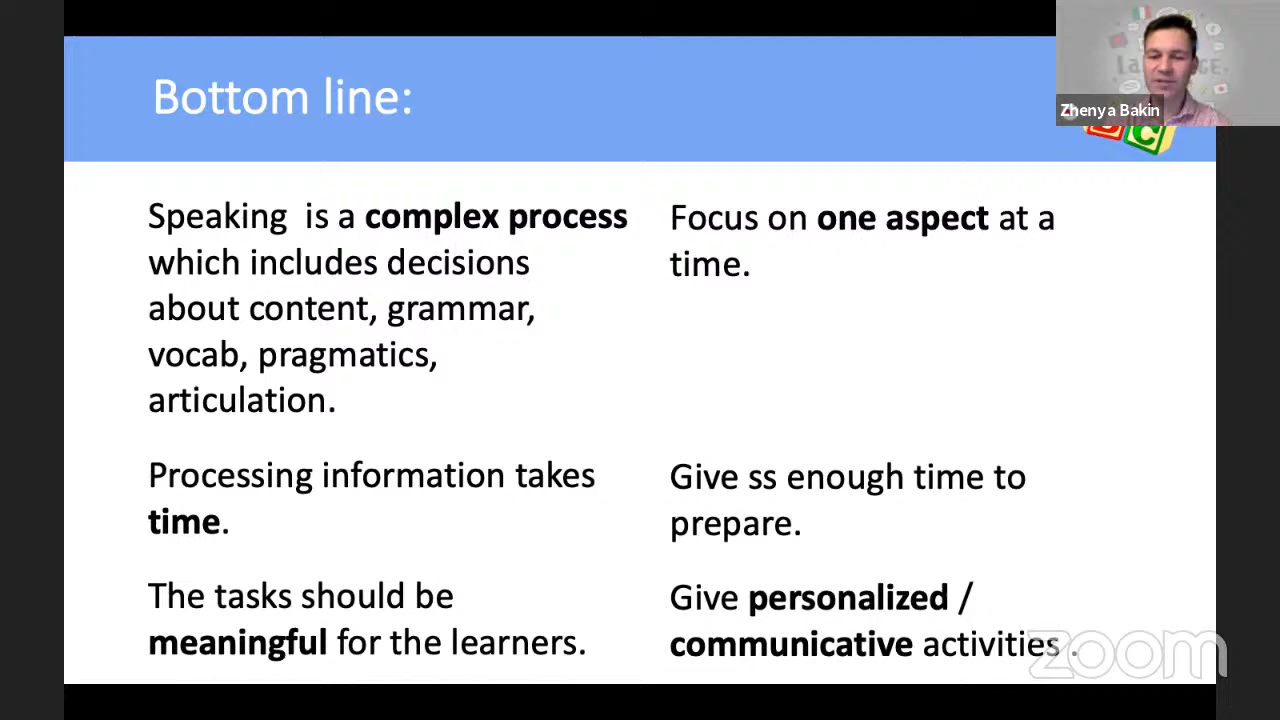 Bottom line:
Zhenya Bakin
LaNGUAGE.
B C
Speaking  is a complex process
which includes decisions
about content, grammar,
vocab, pragmatics,
articulation.
Focus on one aspect at a
time.
Processing information takes
time.
Give ss enough time to
prepare.
The tasks should be
meaningful for the learners.
Give personalized /
communicative activities .
zoom